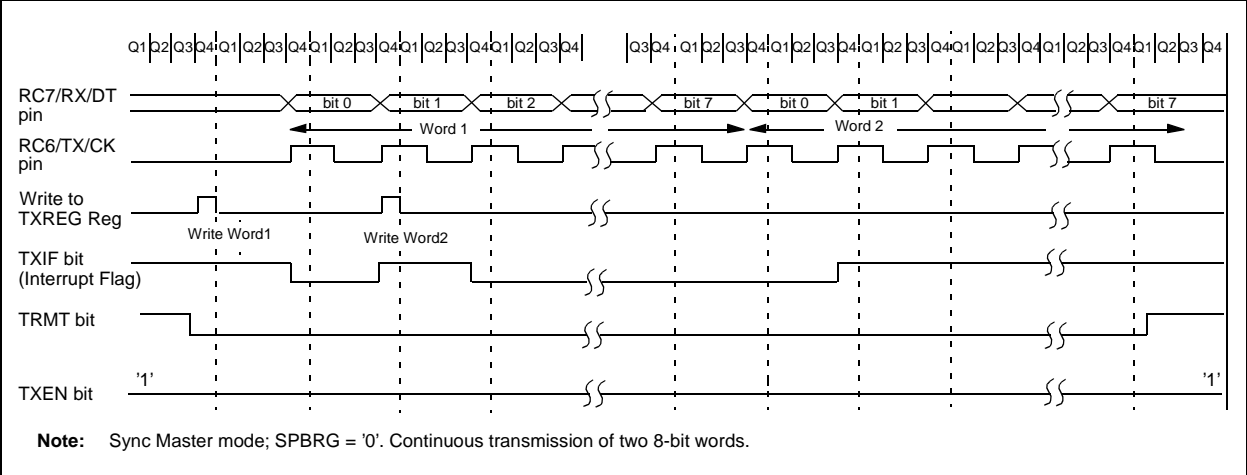 Q1 Q2 Q3 Q4 Q1 Q2 Q3 Q4 Q1 Q2 Q3 Q4 Q1 Q2 Q3 Q4 Q1 Q2 Q3 Q4 Q3 Q4 Q1 Q2 Q3 Q4 Q1 Q2 Q3 Q4 Q1 Q2 Q3 Q4 Q1 Q2 Q3 Q4 Q1 Q2 Q3 Q4 Q1 Q2 Q3 Q4
RC7/RX/DT
pin
bit 0 bit 1 bit 2 bit 7 bit 0 bit 1 bit 7
Word 1 Word 2
RC6/TX/CK
pin
Write to
TXREG Reg
Write Word1 Write Word2
TXIF bit
(Interrupt Flag)
TRMT bit
'1' '1'
TXEN bit
Note: Sync Master mode; SPBRG = '0'. Continuous transmission of two 8-bit words.